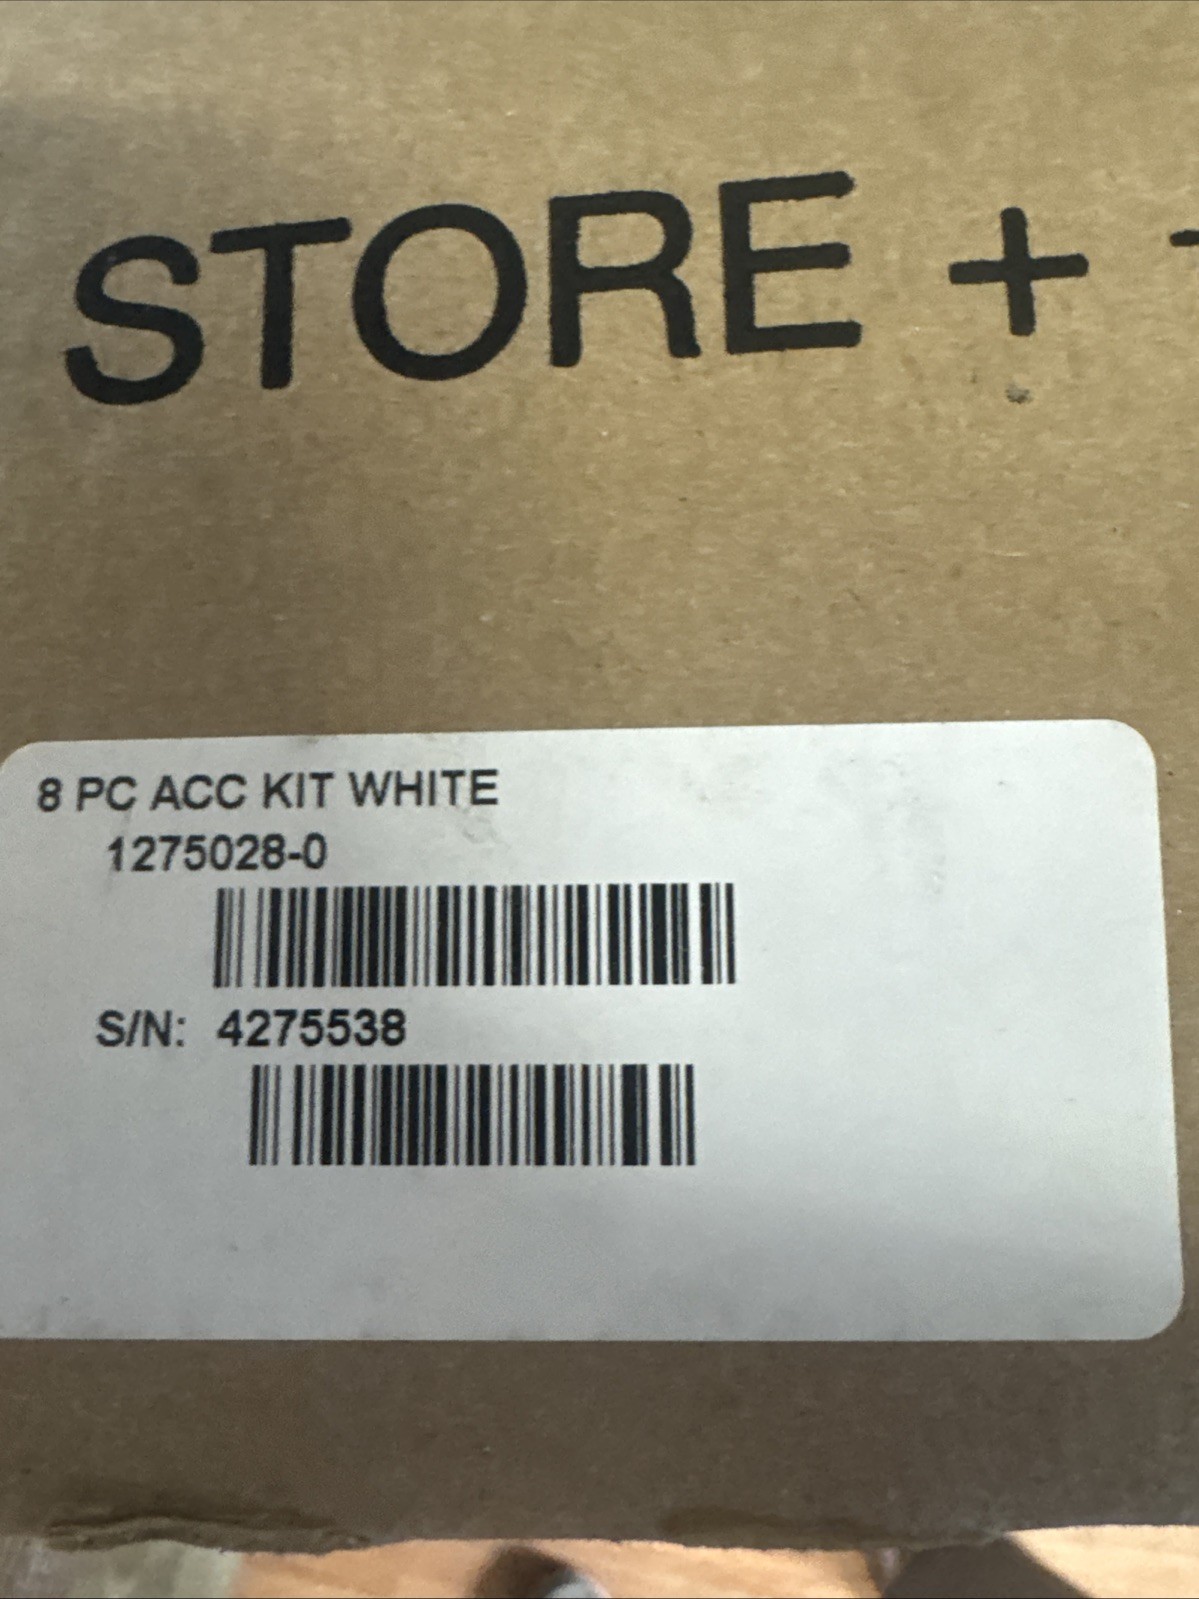 STORE +
8 PC ACC KIT WHITE
1275028-0
S/N: 4275538